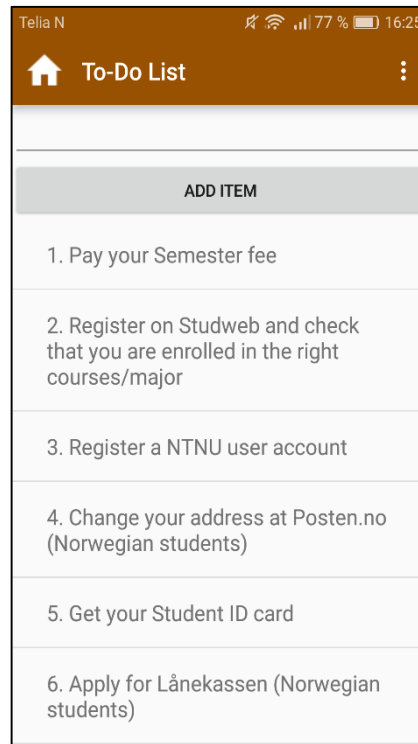 Telia N 77 % 16:25
To-Do List
ADD ITEM
1. Pay your Semester fee
2. Register on Studweb and check
that you are enrolled in the right
courses/major
3. Register a NTNU user account
4. Change your address at Posten.no
(Norwegian students)
5. Get your Student ID card
6. Apply for Lånekassen (Norwegian
students)